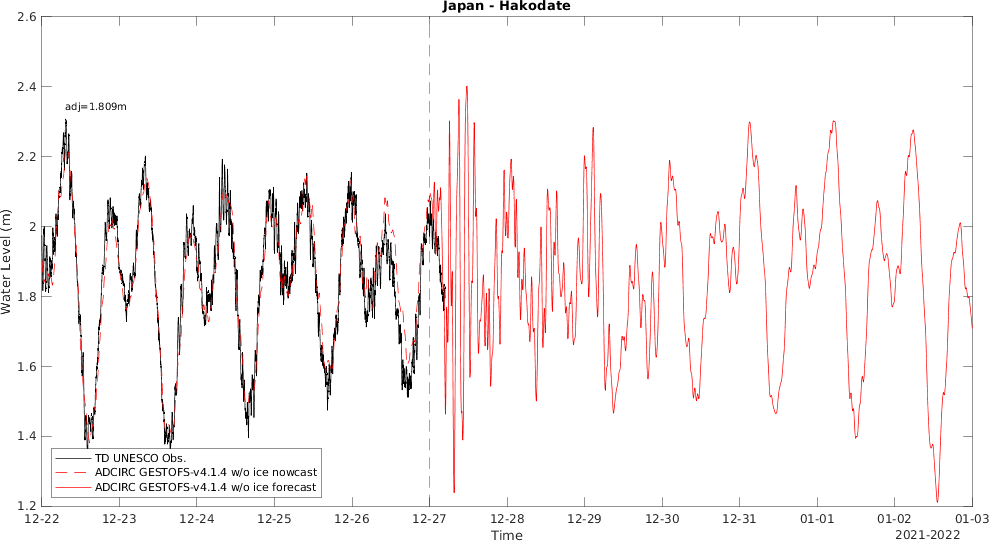 Japan - Hakodate
2.6
2.4
2.2
2
1.8
1.6
1.4
1.2
Water Level (m)
adj=1.809m
TD UNESCO Obs.
ADCIRC GESTOFS-v4.1.4 w/o ice nowcast
ADCIRC GESTOFS-v4.1.4 w/o ice forecast
12-22 12-23 12-24 12-25 12-26 12-27 12-28 12-29 12-30 12-31 01-01 01-02 01-03
Time
2021-2022